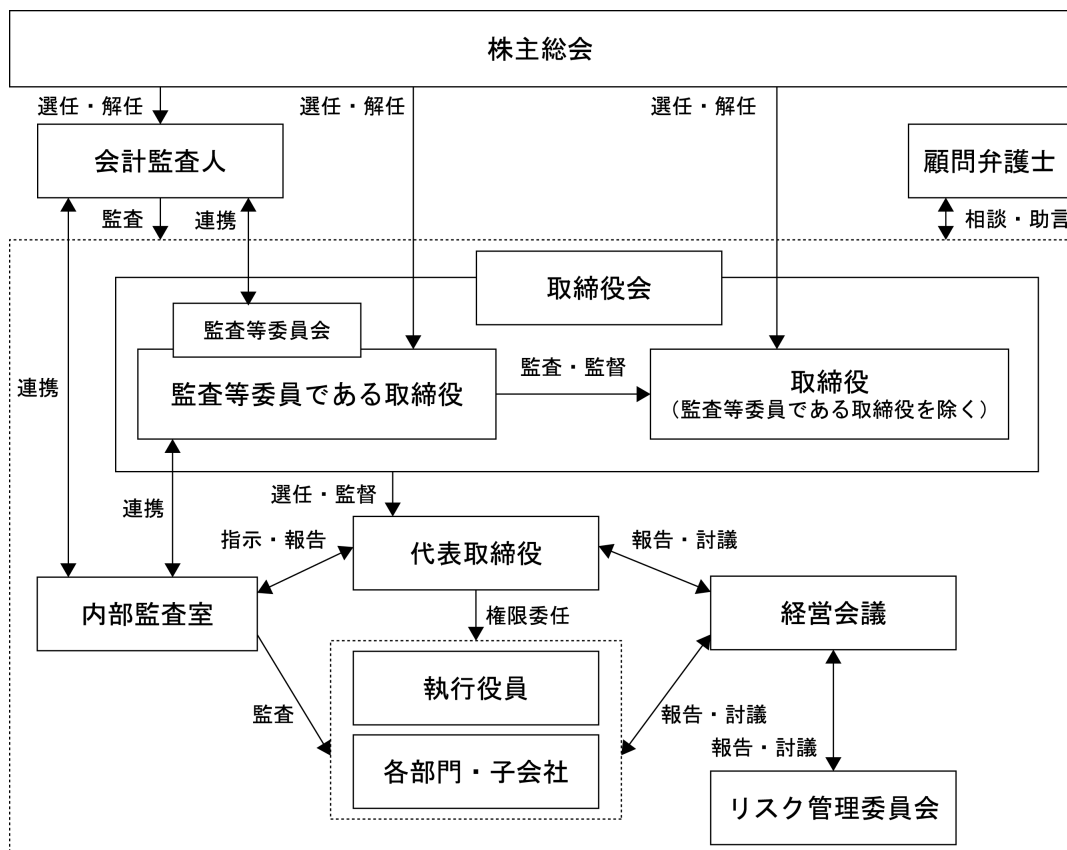 株主総会
選任・解任
選任・解任
選任・解任
会計監査人
顧問弁護士
監査
連携
相談・助言
取締役会
監査等委員会
監査等委員である取締役
監査・監督
取締役
(監査等委員である取締役を除く)
連携
連携
選任・監督
指示・報告
代表取締役
報告・討議
内部監査室
権限委任
経営会議
執行役員
監査
報告・討議
報告・討議
各部門・子会社
リスク管理委員会